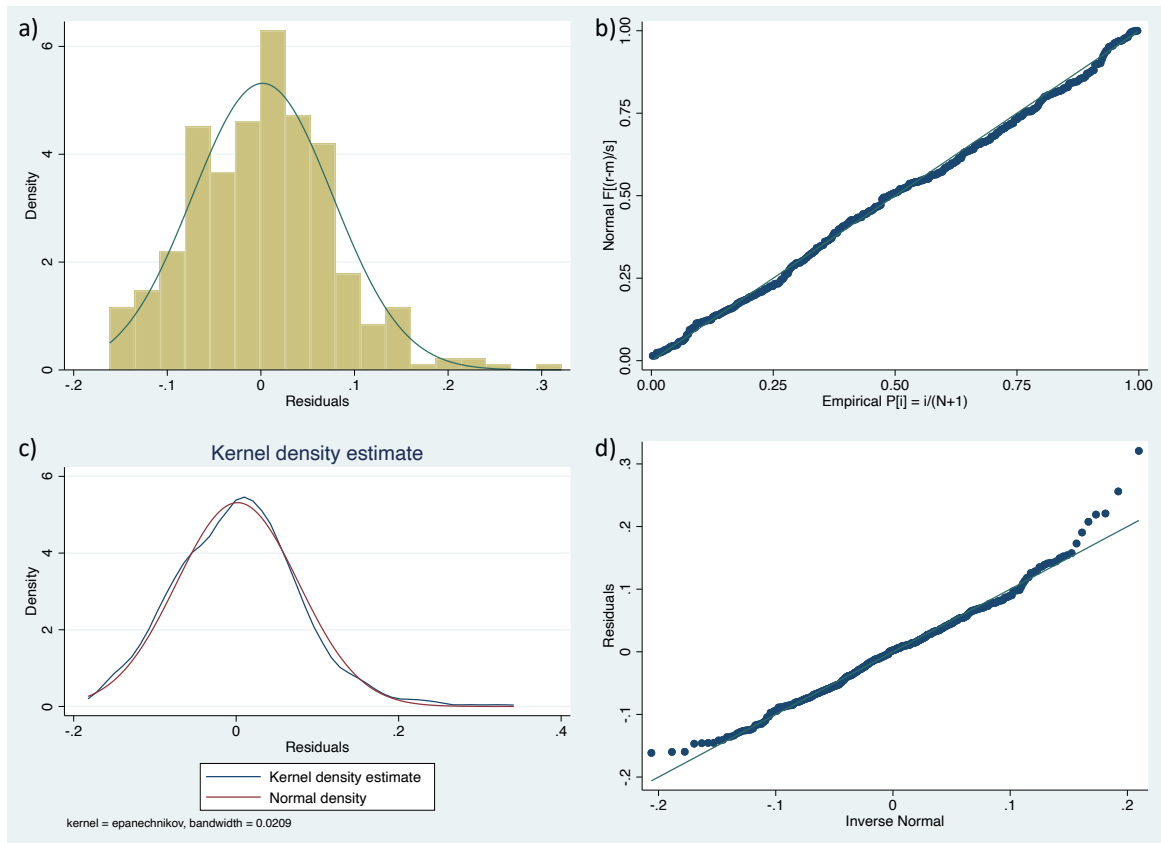 a)
6
4
2
0
Density
-.2
-.1
0
.1
.2
.3
Residuals
b)
1.00
0.75
0.50
0.25
0.00
Normal F[(r-m)/s]
0.00
0.25
0.50
0.75
1.00
Empirical P[i] = i/(N+1)
c)
Kernel density estimate
6
4
2
0
Density
-.2
0
.2
.4
Residuals
Kernel density estimate
Normal density
kernel = epanechnikov, bandwidth = 0.0209
d)
.3
.2
.1
0
-.1
-.2
Residuals
-.2
-.1
0
.1
.2
Inverse Normal